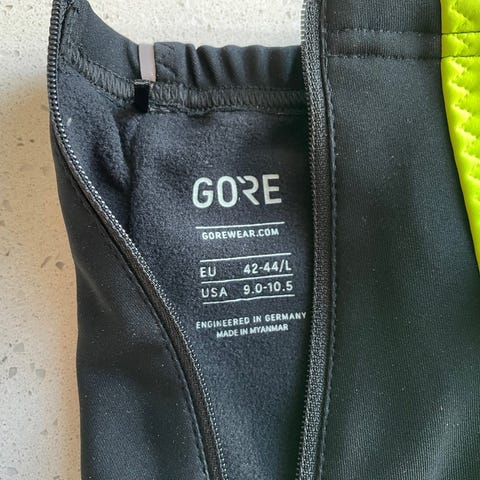 GORE
GOREWEAR.COM
EU 42-44/L
USA 9.0-10.5
ENGINEERED IN GERMANY
MADE IN MYANMAR